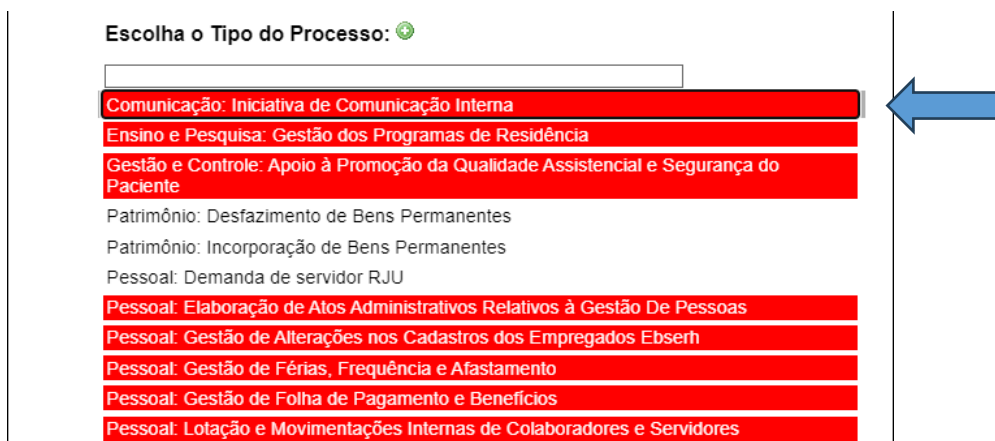 Escolha o Tipo do Processo:
Comunicação: Iniciativa de Comunicação Interna
Ensino e Pesquisa: Gestão dos Programas de Residência
Gestão e Controle: Apoio à Promoção da Qualidade Assistencial e Segurança do
Paciente
Patrimônio: Desfazimento de Bens Permanentes
Patrimônio: Incorporação de Bens Permanentes
Pessoal: Demanda de servidor RJU
Pessoal: Elaboração de Atos Administrativos Relativos à Gestão De Pessoas
Pessoal: Gestão de Alterações nos Cadastros dos Empregados Ebserh
Pessoal: Gestão de Férias, Frequência e Afastamento
Pessoal: Gestão de Folha de Pagamento e Benefícios
Pessoal: Lotação e Movimentações Internas de Colaboradores e Servidores